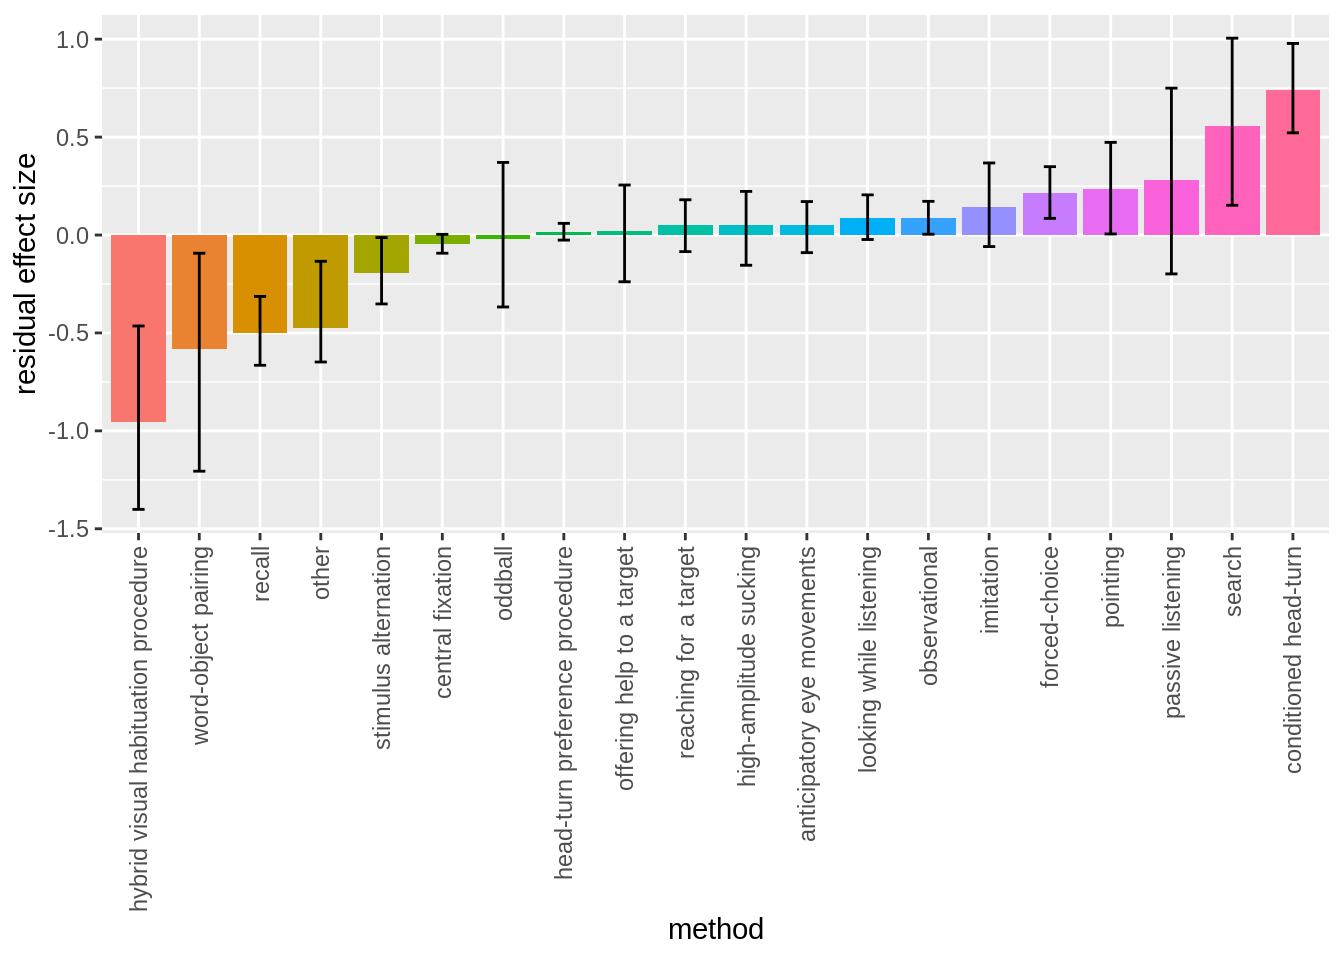 residual effect size
1.0
0.5
0.0
-0.5
-1.0
-1.5
hybrid visual habituation procedure
word-object pairing
recall
other
stimulus alternation
central fixation
oddball
head-turn preference procedure
offering help to a target
reaching for a target
high-amplitude sucking
anticipatory eye movements
looking while listening
observational
imitation
forced-choice
pointing
passive listening
search
conditioned head-turn
method